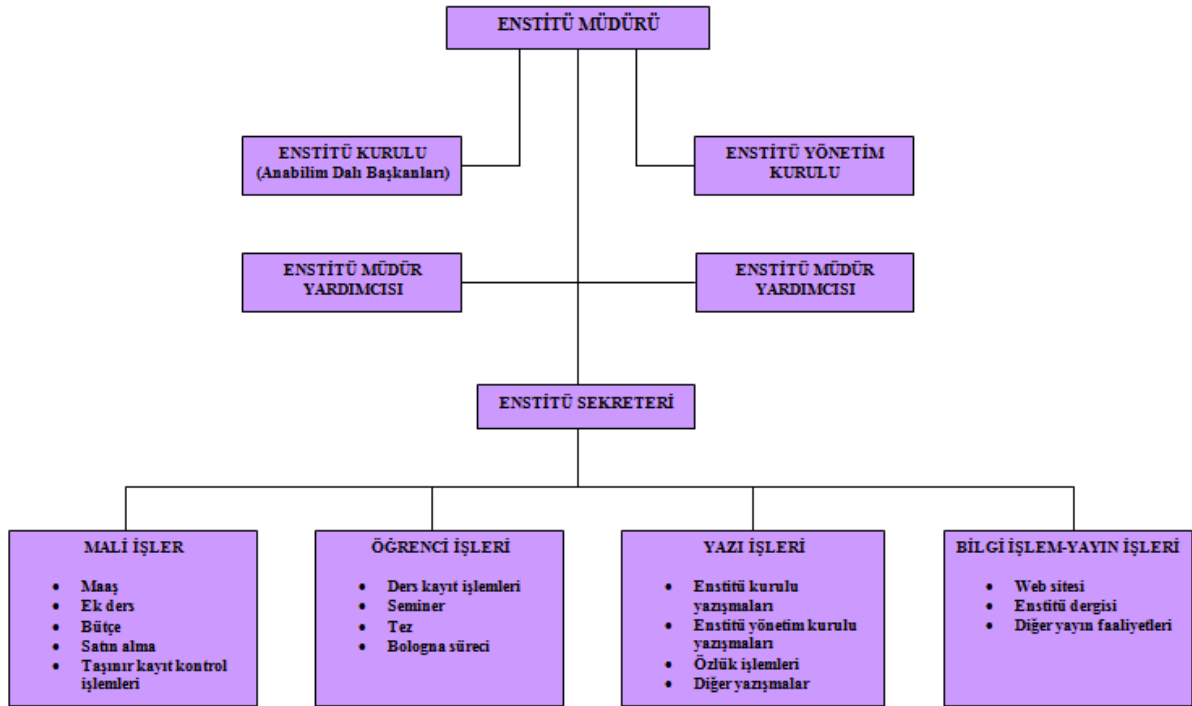 ENSTİTÜ MÜDÜRÜ
ENSTİTÜ KURULU
(Anabilim Dalı Başkanları)
ENSTİTÜ YÖNETİM
KURULU
ENSTİTÜ MÜDÜR
YARDIMCISI
ENSTİTÜ MÜDÜR
YARDIMCISI
ENSTİTÜ SEKRETERİ
MALİ İŞLER
• Maaş
• Ek ders
• Bütçe
• Satın alma
• Taşınır kayıt kontrol
işlemleri
ÖĞRENCİ İŞLERİ
• Ders kayıt işlemleri
• Seminer
• Tez
• Bologna süreci
YAZI İŞLERİ
• Enstitü kurulu
yazışmaları
• Enstitü yönetim kurulu
yazışmaları
• Özlük işlemleri
• Diğer yazışmalar
BİLGİ İŞLEM-YAYIN İŞLERİ
• Web sitesi
• Enstitü dergisi
• Diğer yayın faaliyetleri